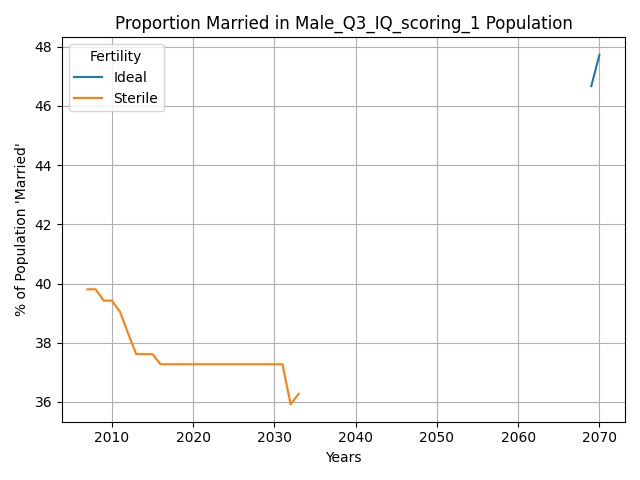 Proportion Married in Male_Q3_IQ_scoring_1 Population
% of Population 'Married'
48
46
44
42
40
38
36
Fertility
Ideal
Sterile
2010 2020 2030 2040 2050 2060 2070
Years